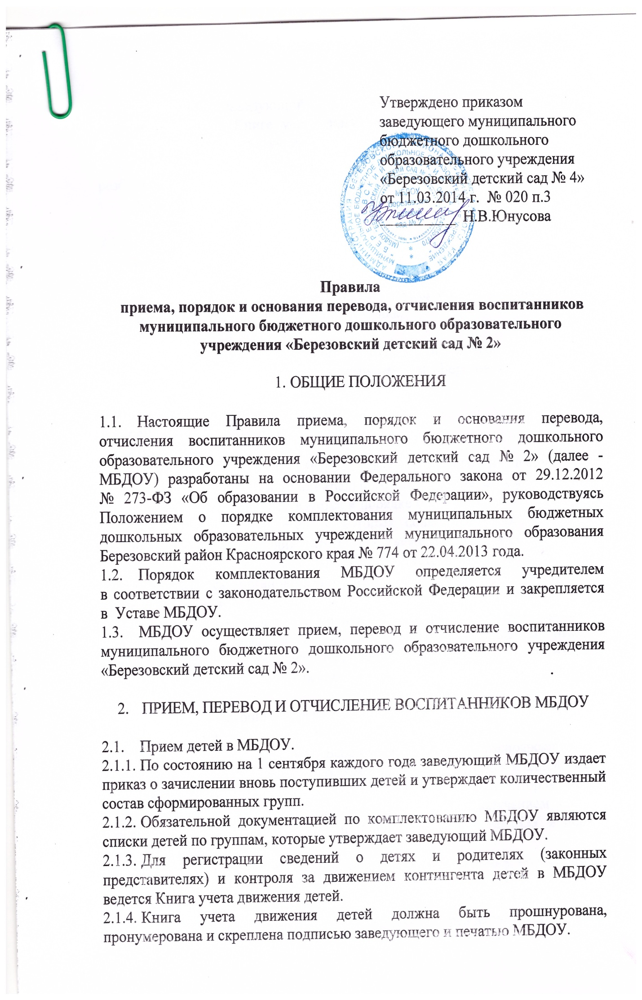 Утверждено приказом
заведующего муниципального
бюджетного дошкольного
образовательного учреждения
«Березовский детский сад № 4»
от 11.03.2014 г.  № 020 п.3
___________ Н.В.Юнусова
МБДОУ
сад № 2
Правила
приема, порядок и основания перевода, отчисления воспитанников
муниципального бюджетного дошкольного образовательного
учреждения «Березовский детский сад № 2»
1. ОБЩИЕ ПОЛОЖЕНИЯ
1.1. Настоящие Правила приема, порядок и основания перевода,
отчисления воспитанников муниципального бюджетного дошкольного
образовательного учреждения «Березовский детский сад № 2» (далее -
МБДОУ) разработаны на основании Федерального закона от 29.12.2012
№ 273-ФЗ «Об образовании в Российской Федерации», руководствуясь
Положением о порядке комплектования муниципальных бюджетных
дошкольных образовательных учреждений муниципального образования
Березовский район Красноярского края № 774 от 22.04.2013 года.
1.2. Порядок комплектования МБДОУ определяется учредителем
в соответствии с законодательством Российской Федерации и закрепляется
в  Уставе МБДОУ.
1.3.  МБДОУ осуществляет прием, перевод и отчисление воспитанников
муниципального бюджетного дошкольного образовательного учреждения
«Березовский детский сад № 2».
2.  ПРИЕМ, ПЕРЕВОД И ОТЧИСЛЕНИЕ ВОСПИТАННИКОВ МБДОУ
2.1.  Прием детей в МБДОУ.
2.1.1. По состоянию на 1 сентября каждого года заведующий МБДОУ издает
приказ о зачислении вновь поступивших детей и утверждает количественный
состав сформированных групп.
2.1.2. Обязательной документацией по комплектованию МБДОУ являются
списки детей по группам, которые утверждает заведующий МБДОУ.
2.1.3. Для регистрации сведений о детях и родителях (законных
представителях) и контроля за движением контингента детей в МБДОУ
ведется Книга учета движения детей.
2.1.4. Книга учета движения детей должна быть прошнурована,
пронумерована и скреплена подписью заведующего и печатью МБДОУ.